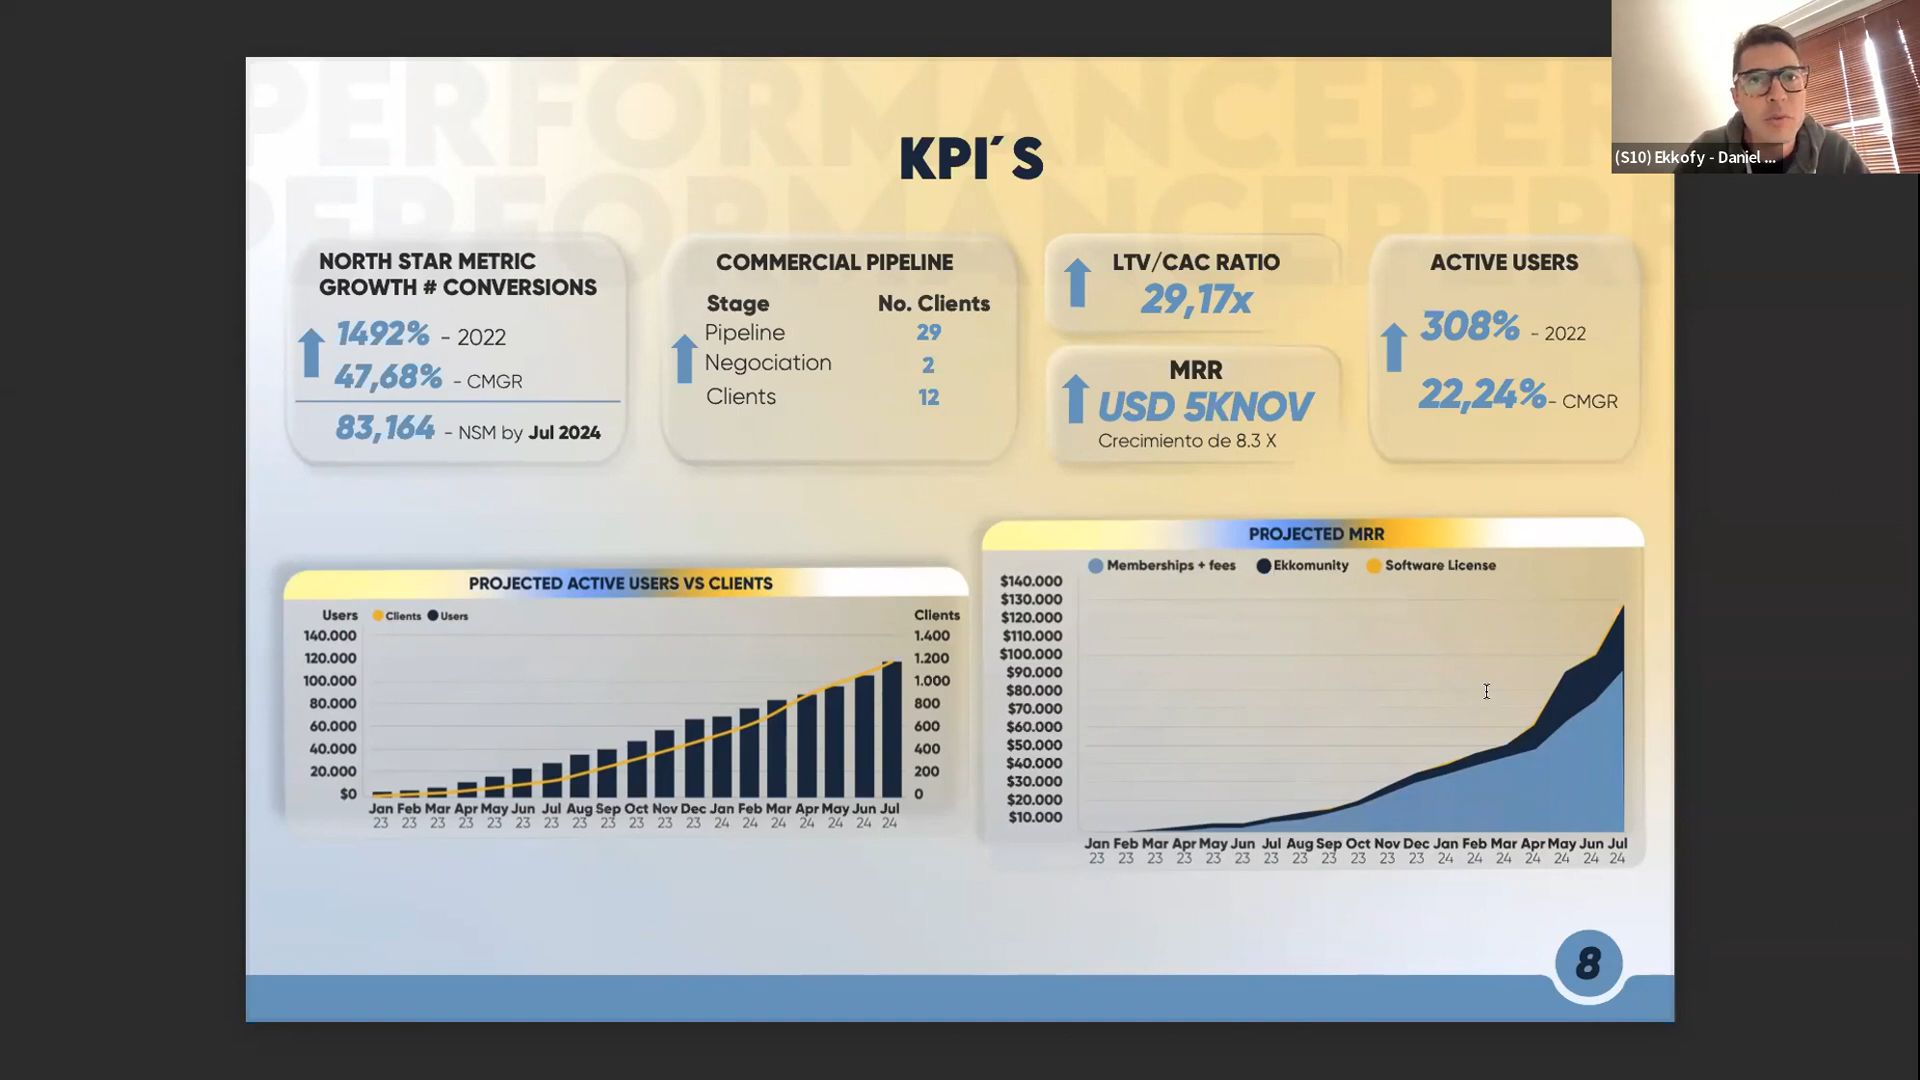 PERFORMANCEPER
PERFORMANCEPER
KPI´S
(S10) Ekkofy - Daniel ...
NORTH STAR METRIC
GROWTH # CONVERSIONS
1492% - 2022
47,68% - CMGR
83,164 - NSM by Jul 2024
COMMERCIAL PIPELINE
Stage No. Clients
Pipeline 29
Negociation 2
Clients 12
LTV/CAC RATIO
29,17x
MRR
USD 5KNOV
Crecimiento de 8.3 X
ACTIVE USERS
308% - 2022
22,24% - CMGR
PROJECTED ACTIVE USERS VS CLIENTS
Users Clients Users Clients
140.000 1.400
120.000 1.200
100.000 1.000
80.000 800
60.000 600
40.000 400
20.000 200
$0 0
Jan Feb Mar Apr May Jun Jul Aug Sep Oct Nov Dec Jan Feb Mar Apr May Jun Jul
23 23 23 23 23 23 23 23 23 23 23 23 24 24 24 24 24 24 24
PROJECTED MRR
Memberships + fees Ekkomunity Software License
$140.000
$130.000
$120.000
$110.000
$100.000
$90.000
$80.000
$70.000
$60.000
$50.000
$40.000
$30.000
$20.000
$10.000
Jan Feb Mar Apr May Jun Jul Aug Sep Oct Nov Dec Jan Feb Mar Apr May Jun Jul
23 23 23 23 23 23 23 23 23 23 23 23 24 24 24 24 24 24 24
8